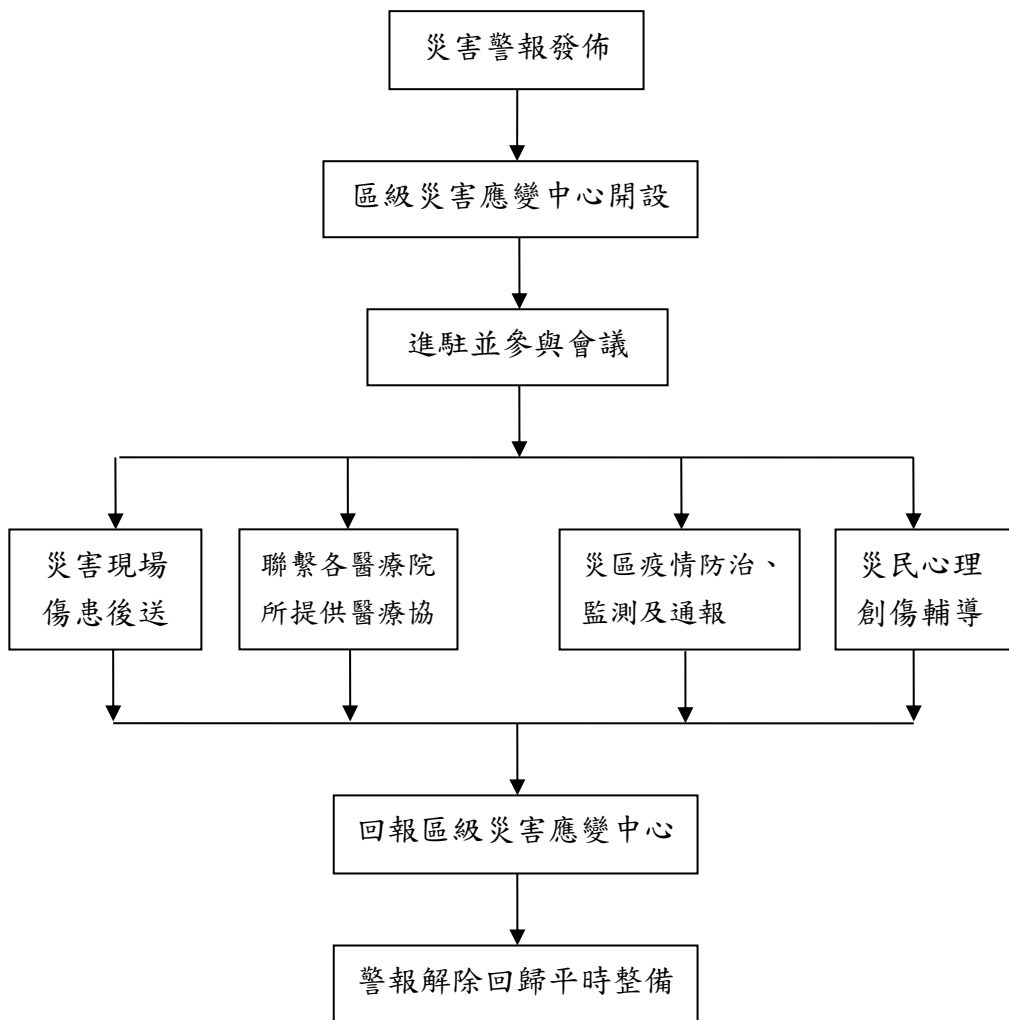 災害警報發佈
區級災害應變中心開設
進駐並參與會議
災害現場
傷患後送
聯繫各醫療院
所提供醫療協
災區疫情防治、
監測及通報
災民心理
創傷輔導
回報區級災害應變中心
警報解除回歸平時整備